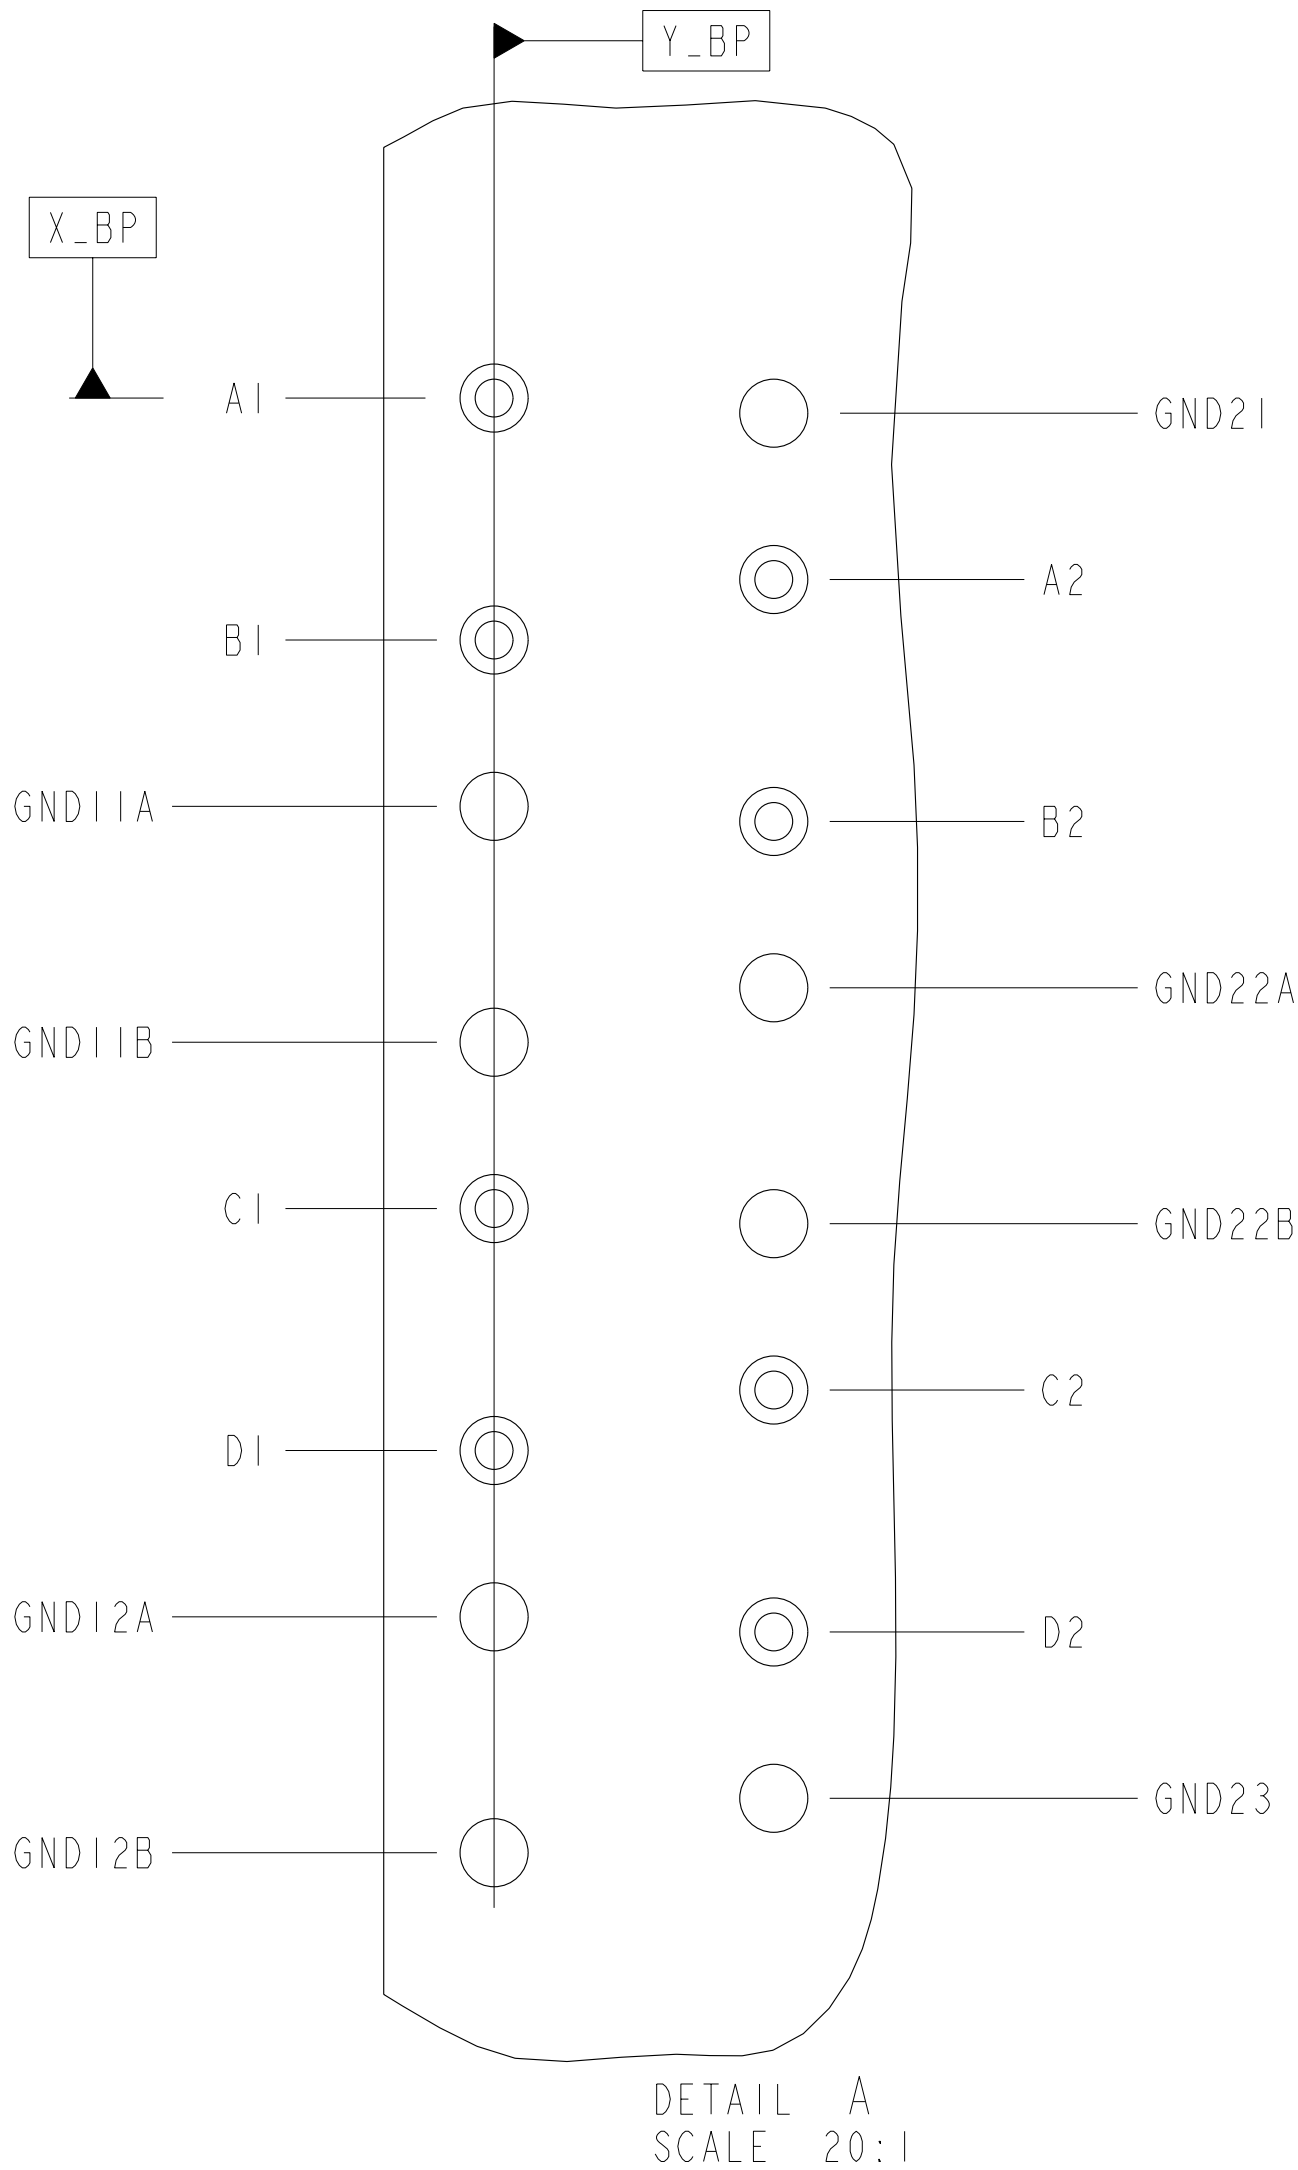 Y_BP
X_BP
A1
GND21
A2
B1
GND11A
B2
GND22A
GND11B
C1
GND22B
C2
D1
GND12A
D2
GND23
GND12B
DETAIL A
SCALE 20:1